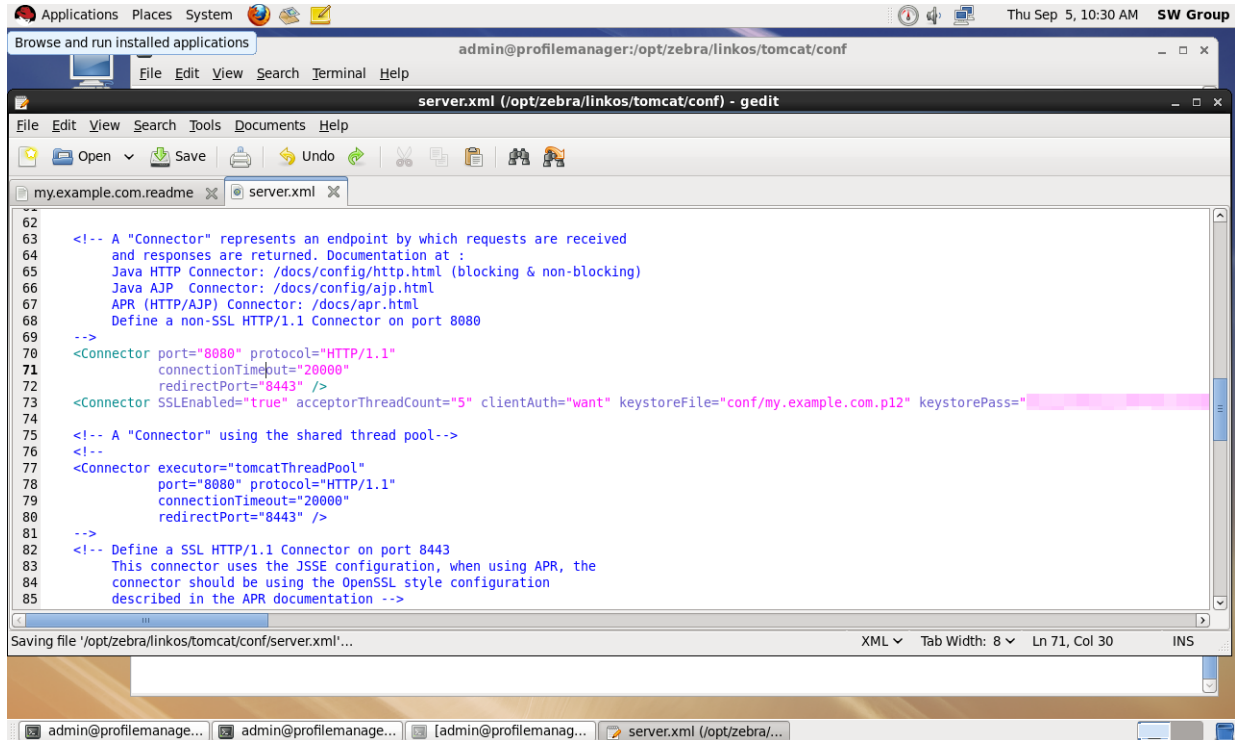 Applications Places System Thu Sep 5, 10:30 AM SW Group
Browse and run installed applications
admin@profilemanager:/opt/zebra/linkos/tomcat/conf
File Edit View Search Terminal Help
server.xml (/opt/zebra/linkos/tomcat/conf) - gedit
File Edit View Search Tools Documents Help
Open Save Undo
my.example.com.readme server.xml
62
63 <!-- A "Connector" represents an endpoint by which requests are received
64 and responses are returned. Documentation at :
65 Java HTTP Connector: /docs/config/http.html (blocking & non-blocking)
66 Java AJP Connector: /docs/config/ajp.html
67 APR (HTTP/AJP) Connector: /docs/apr.html
68 Define a non-SSL HTTP/1.1 Connector on port 8080
69 -->
70 <Connector port="8080" protocol="HTTP/1.1"
71 connectionTimeout="20000"
72 redirectPort="8443" />
73 <Connector SSLEnabled="true" acceptorThreadCount="5" clientAuth="want" keystoreFile="conf/my.example.com.p12" keystorePass="
74
75 <!-- A "Connector" using the shared thread pool-->
76 <!--
77 <Connector executor="tomcatThreadPool"
78 port="8080" protocol="HTTP/1.1"
79 connectionTimeout="20000"
80 redirectPort="8443" />
81 -->
82 <!-- Define a SSL HTTP/1.1 Connector on port 8443
83 This connector uses the JSSE configuration, when using APR, the
84 connector should be using the OpenSSL style configuration
85 described in the APR documentation -->
Saving file '/opt/zebra/linkos/tomcat/conf/server.xml'... XML Tab Width: 8 Ln 71, Col 30 INS
admin@profilemanage... admin@profilemanage... [admin@profilemanag... server.xml (/opt/zebra/...